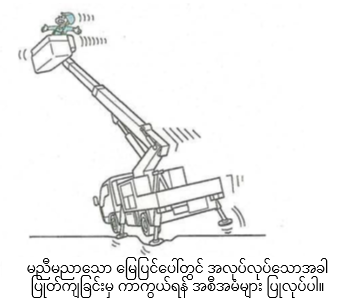 မညီမညာသော မြေပြင်ပေါ်တွင် အလုပ်လုပ်သောအခါ
ပြုတ်ကျခြင်းမှ ကာကွယ်ရန် အစီအမံများ ပြုလုပ်ပါ။